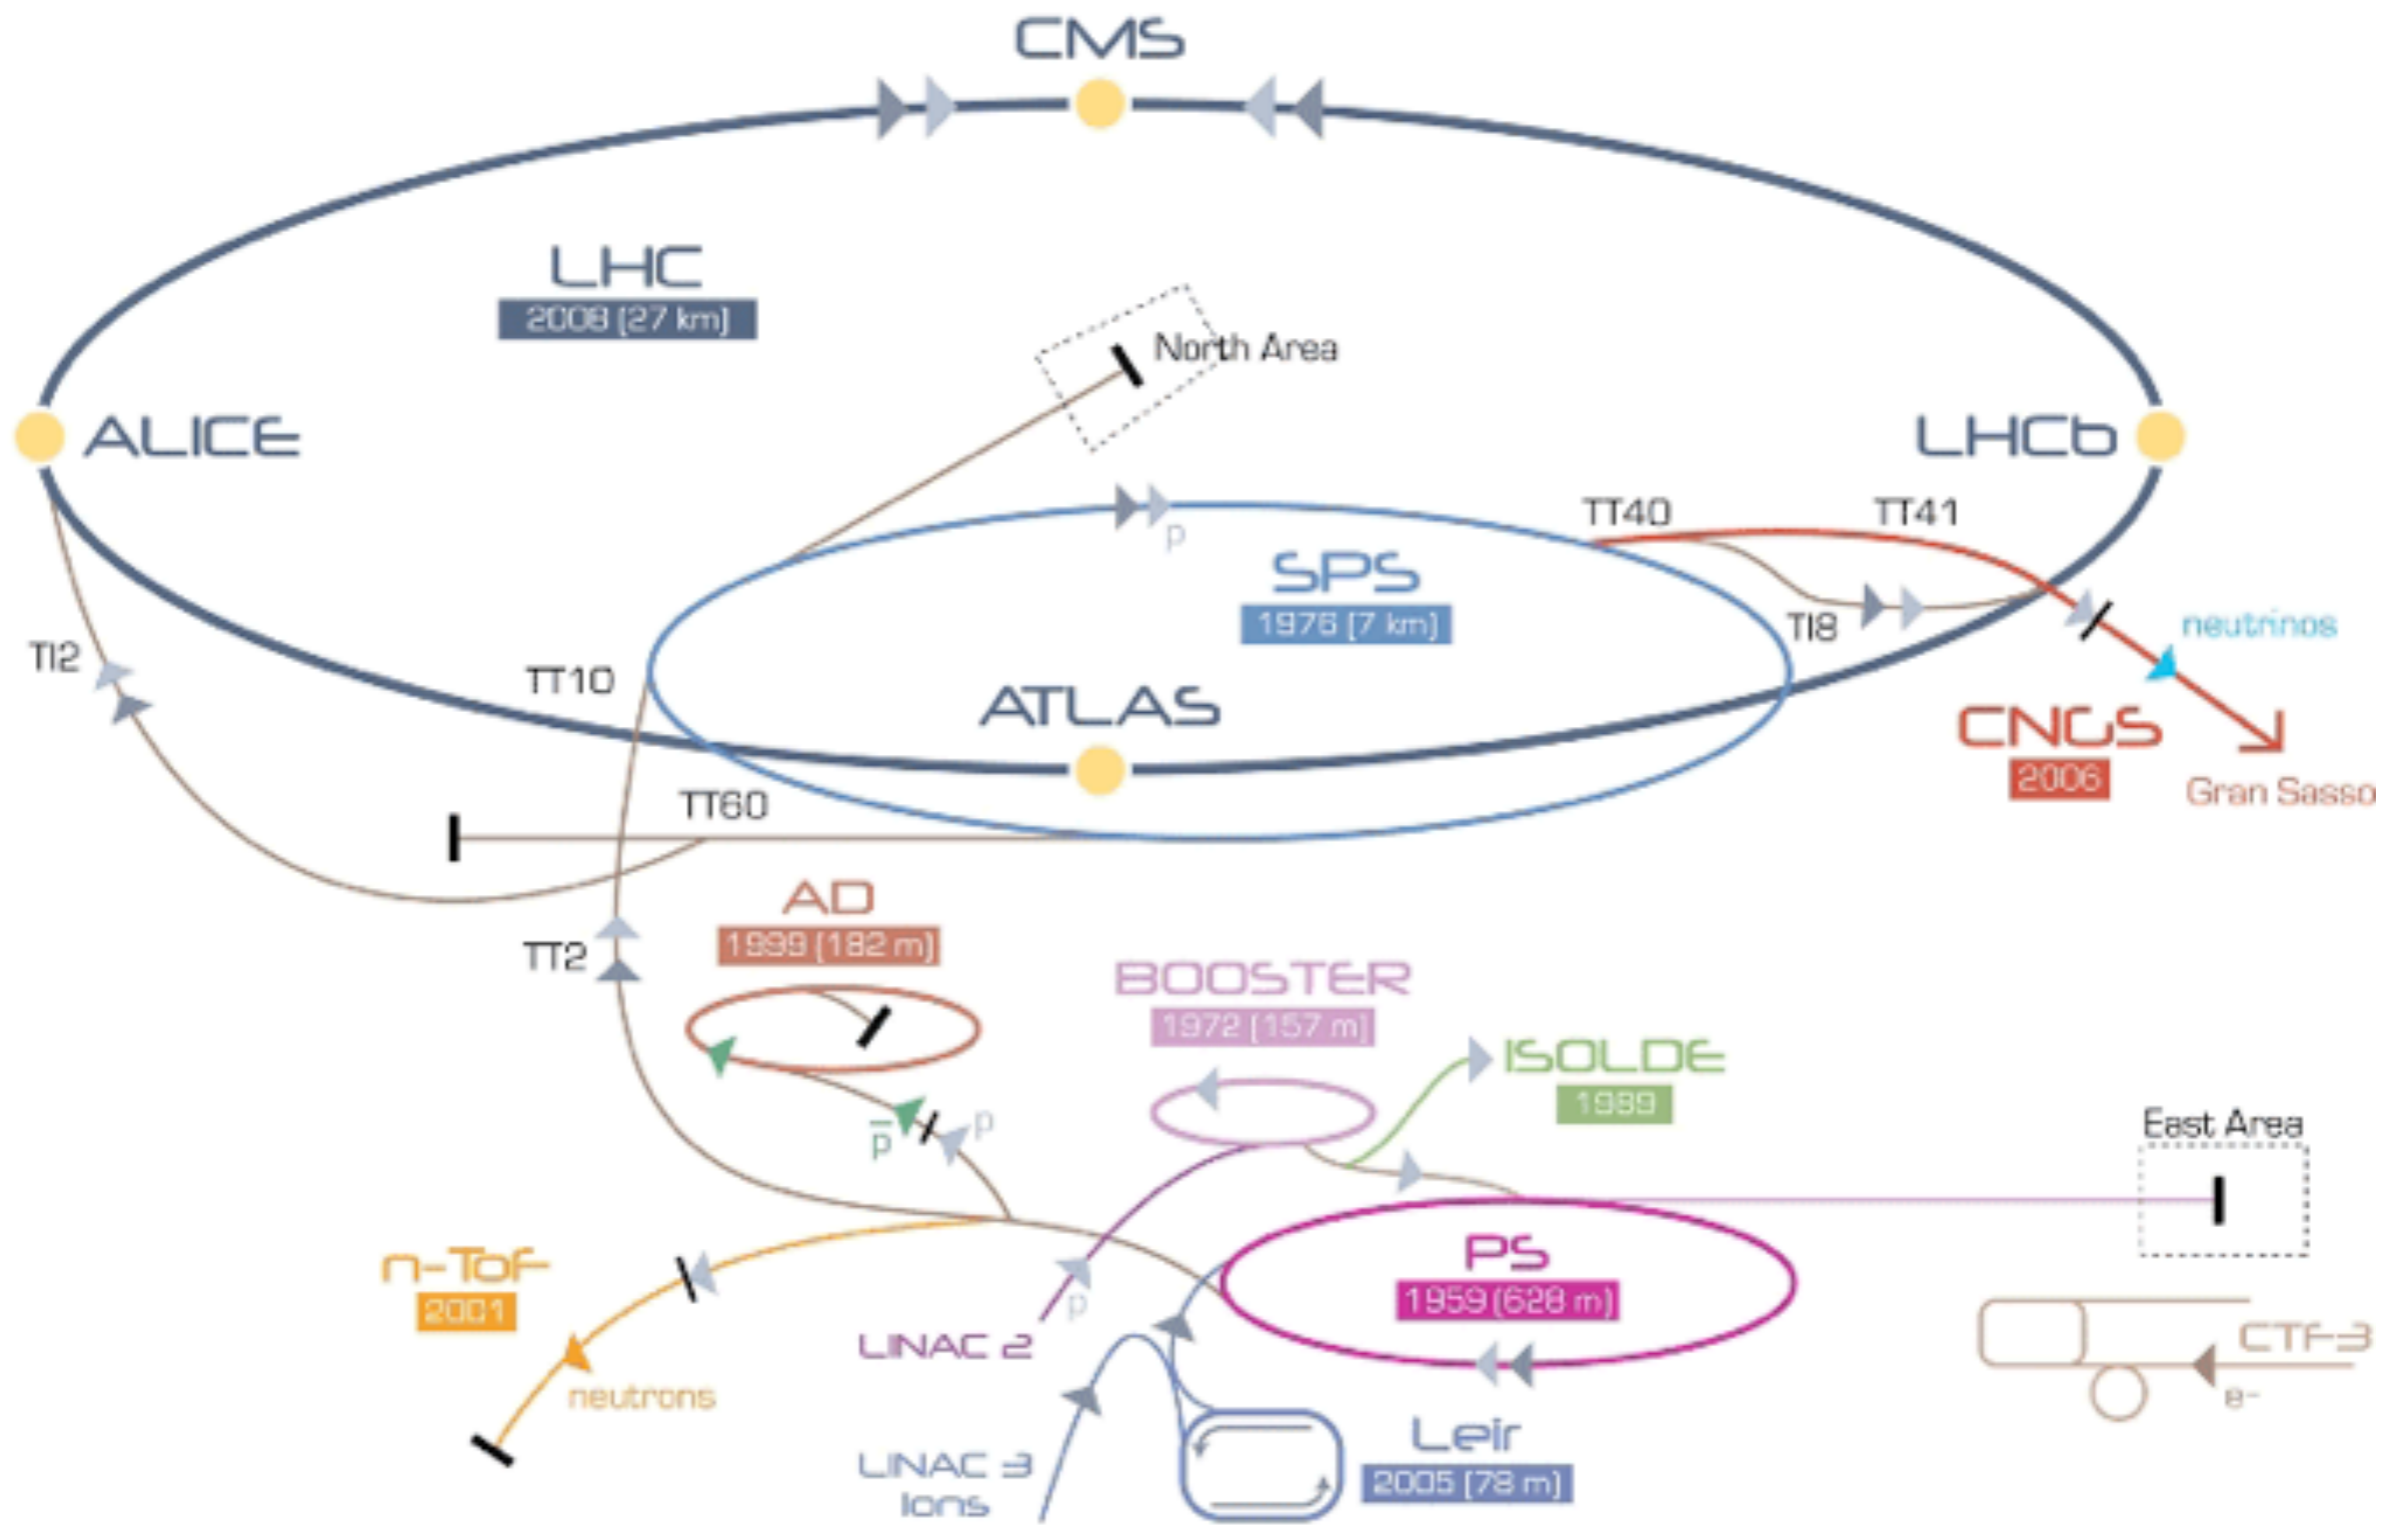 CMS
LHC
2008 (27 km)
North Area
ALICE
LHCb
TT40
TT41
p
SPS
1976 (7 km)
TI8
neutrinos
TI2
TT10
ATLAS
CNGS
2006
Gran Sasso
TT60
AD
1999 (182 m)
TT2
BOOSTER
1972 (157 m)
ISOLDE
1989
p
p̅
East Area
n-Tof
2001
PS
1959 (628 m)
p
LINAC 2
neutrons
CTF-3
e-
Leir
2005 (78 m)
LINAC 3
Ions